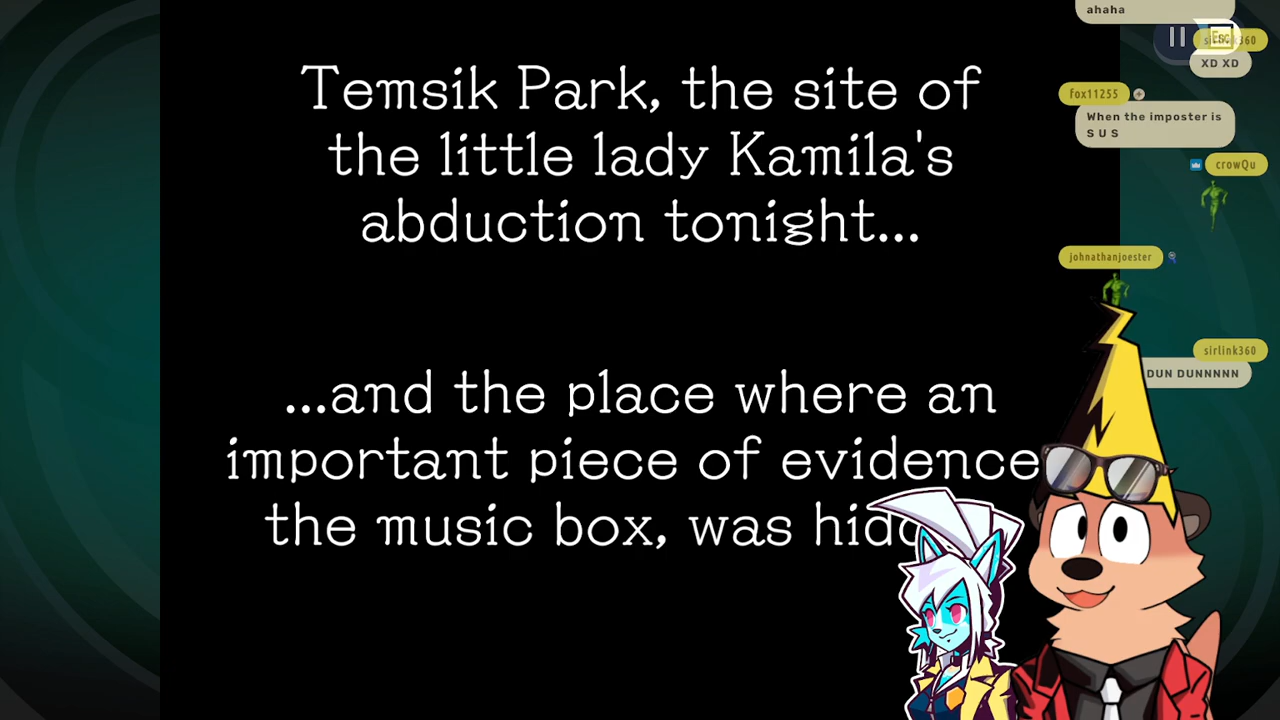 Temsik Park, the site of
the little lady Kamila's
abduction tonight...
...and the place where an
important piece of evidence
the music box, was
ahaha
Esc
XD XD
fox11255
When the imposter is
S U S
crowQu
johnathanjoester
sirlink360
DUN DUNNNNN